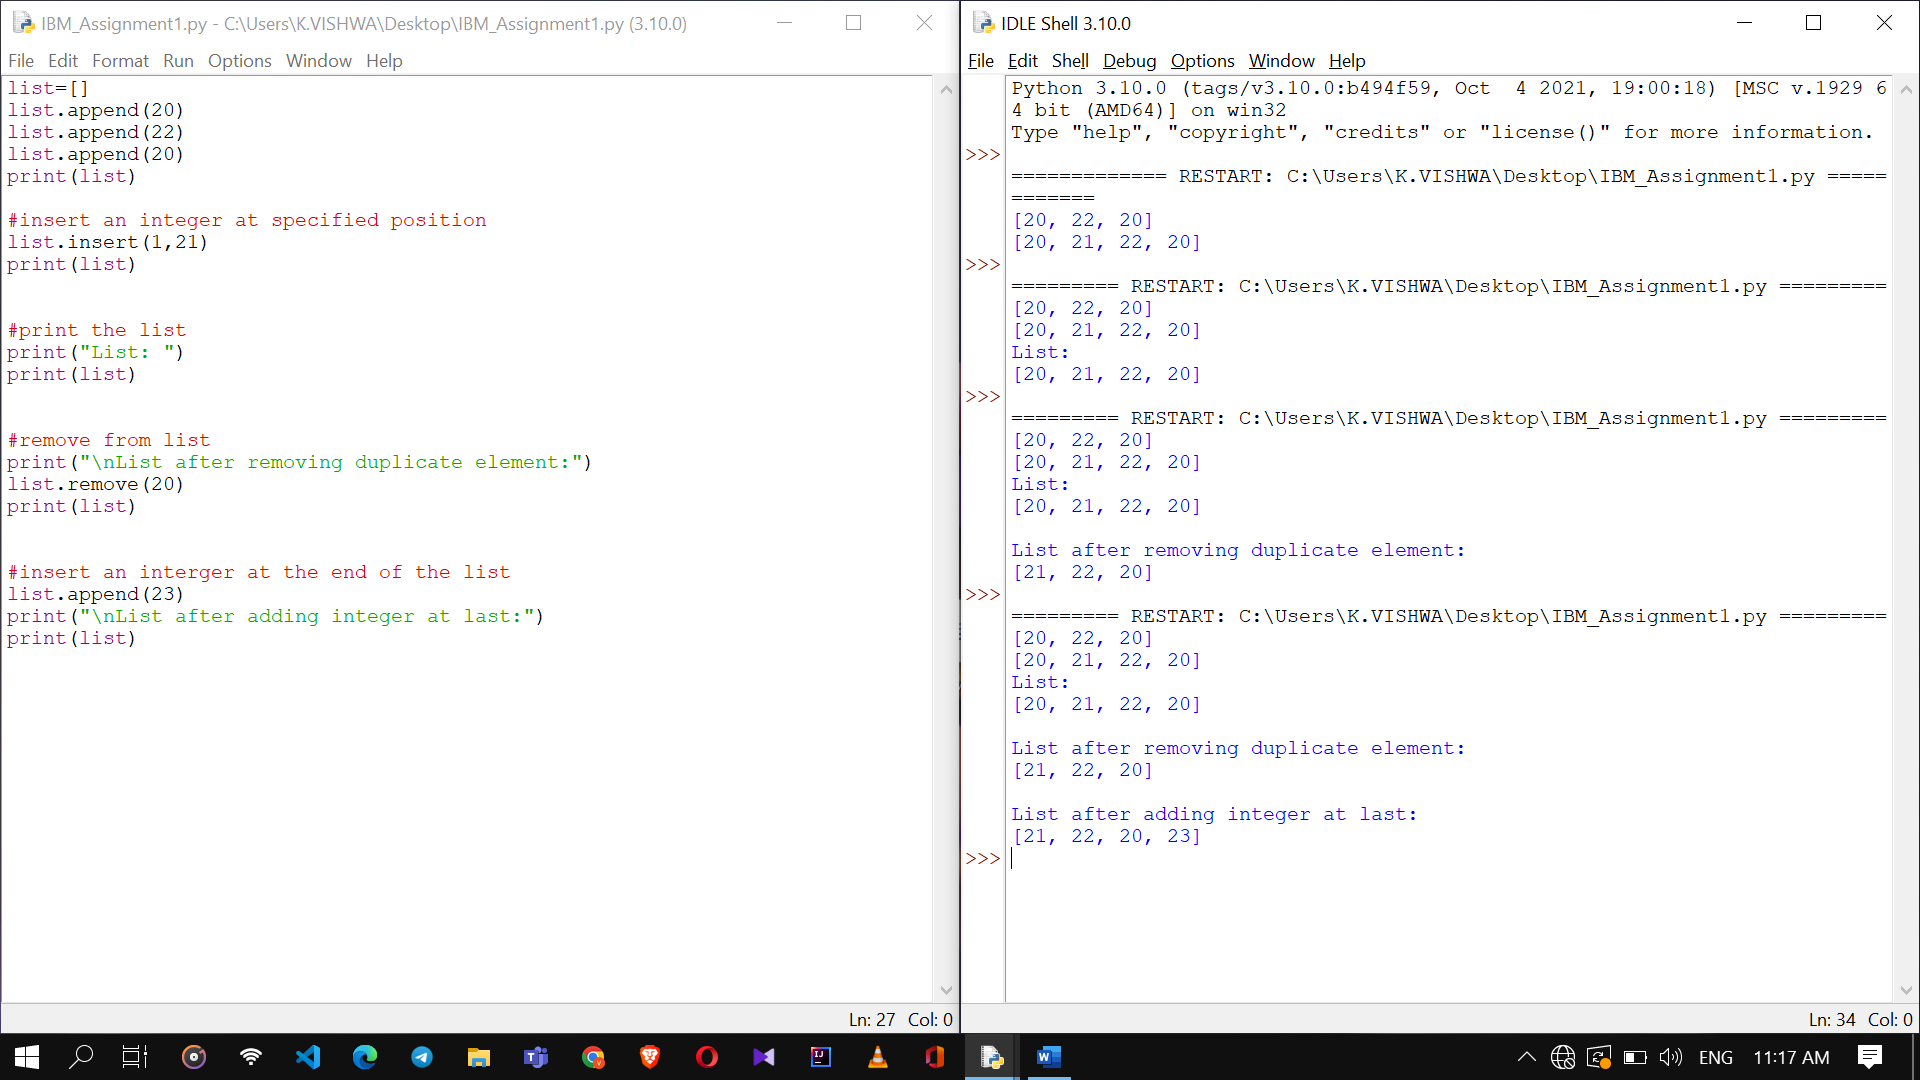 IBM_Assignment1.py - C:\Users\K.VISHWA\Desktop\IBM_Assignment1.py (3.10.0)
File Edit Format Run Options Window Help
list=[]
list.append(20)
list.append(22)
list.append(20)
print(list)
#insert an integer at specified position
list.insert(1,21)
print(list)
#print the list
print("List: ")
print(list)
#remove from list
print("\nList after removing duplicate element:")
list.remove(20)
print(list)
#insert an interger at the end of the list
list.append(23)
print("\nList after adding integer at last:")
print(list)
Ln: 27 Col: 0
IDLE Shell 3.10.0
File Edit Shell Debug Options Window Help
Python 3.10.0 (tags/v3.10.0:b494f59, Oct  4 2021, 19:00:18) [MSC v.1929 6
4 bit (AMD64)] on win32
Type "help", "copyright", "credits" or "license()" for more information.
>>>
============= RESTART: C:\Users\K.VISHWA\Desktop\IBM_Assignment1.py =====
=======
[20, 22, 20]
[20, 21, 22, 20]
>>>
========= RESTART: C:\Users\K.VISHWA\Desktop\IBM_Assignment1.py =========
[20, 22, 20]
[20, 21, 22, 20]
List:
[20, 21, 22, 20]
>>>
========= RESTART: C:\Users\K.VISHWA\Desktop\IBM_Assignment1.py =========
[20, 22, 20]
[20, 21, 22, 20]
List:
[20, 21, 22, 20]
List after removing duplicate element:
[21, 22, 20]
>>>
========= RESTART: C:\Users\K.VISHWA\Desktop\IBM_Assignment1.py =========
[20, 22, 20]
[20, 21, 22, 20]
List:
[20, 21, 22, 20]
List after removing duplicate element:
[21, 22, 20]
List after adding integer at last:
[21, 22, 20, 23]
>>>
Ln: 34 Col: 0
ENG 11:17 AM